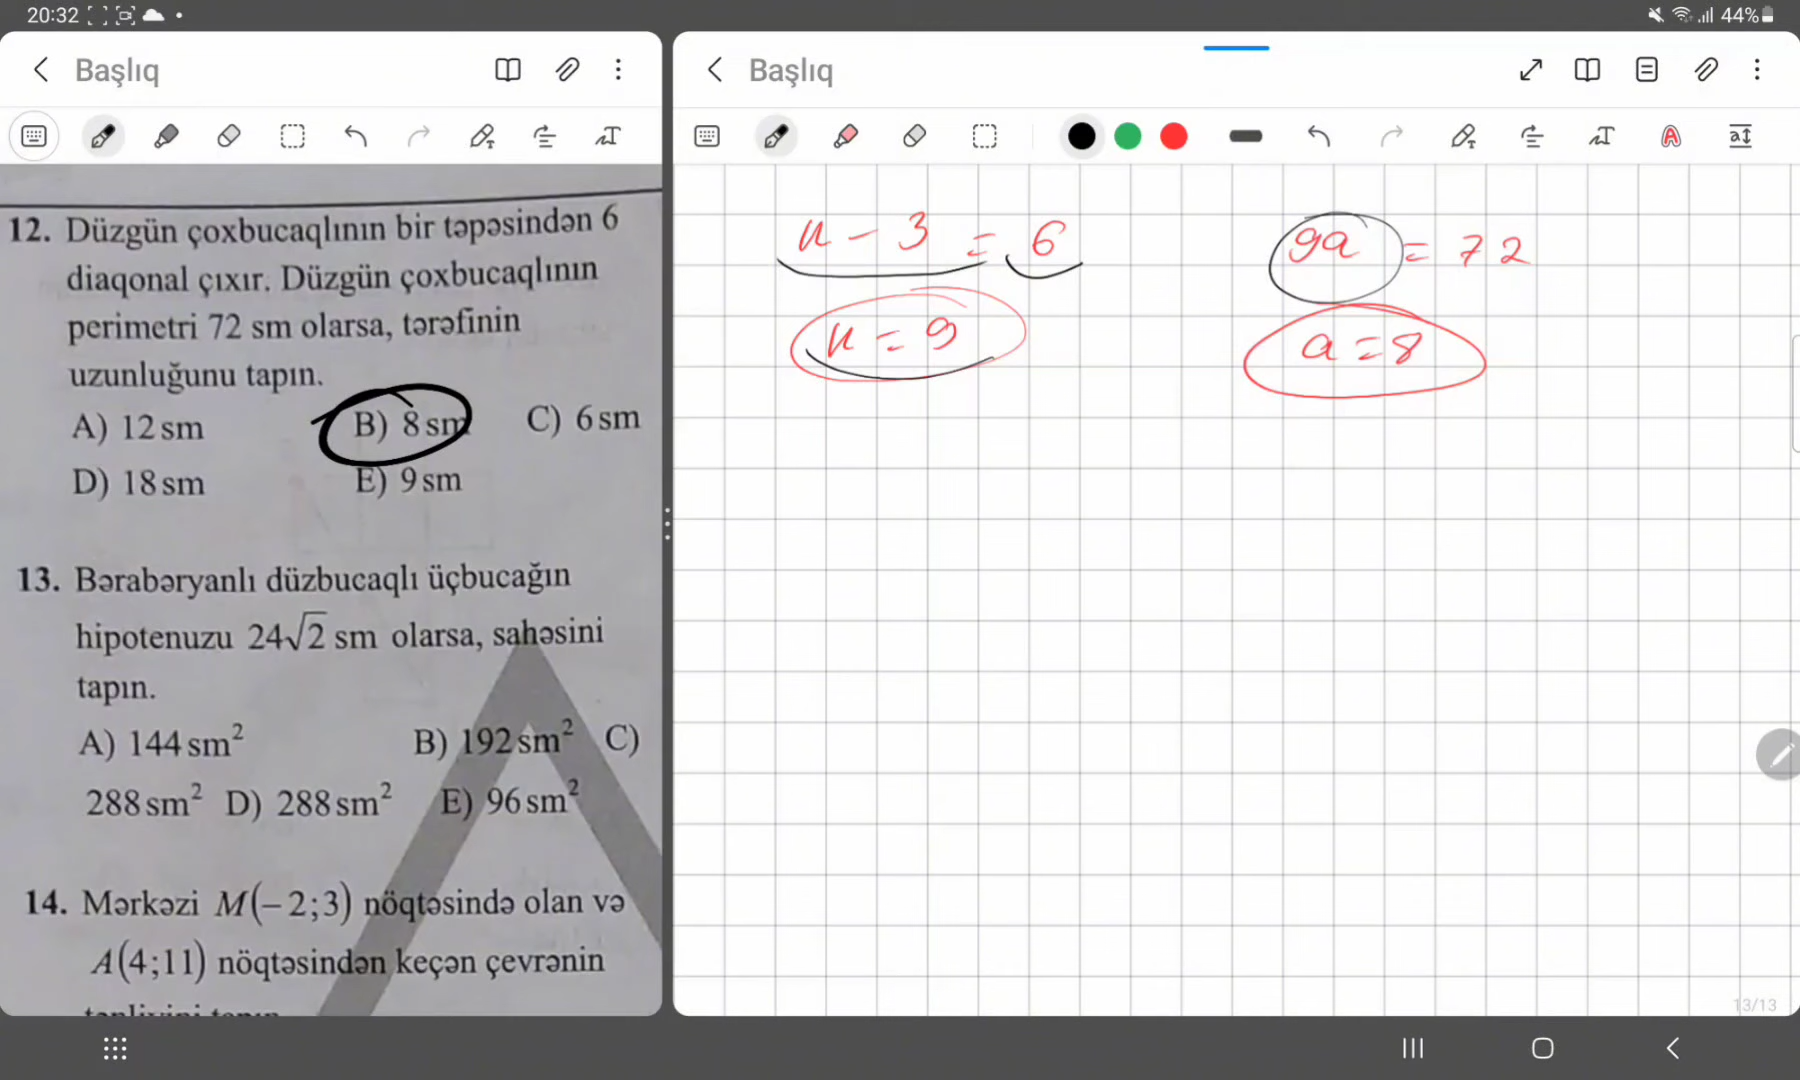 20:32
44%
Başlıq
Başlıq
12. Düzgün çoxbucaqlının bir təpəsindən 6
diaqonal çıxır. Düzgün çoxbucaqlının
perimetri 72 sm olarsa, tərəfinin
uzunluğunu tapın.
A) 12 sm B) 8 sm C) 6 sm
D) 18 sm E) 9 sm
13. Bərabəryanlı düzbucaqlı üçbucağın
hipotenuzu 24√2 sm olarsa, sahəsini
tapın.
A) 144 sm² B) 192 sm² C)
288 sm² D) 288 sm² E) 96 sm²
14. Mərkəzi M(−2;3) nöqtəsində olan və
A(4;11) nöqtəsindən keçən çevrənin
n − 3 = 6
n = 9
9a = 72
a = 8
13/13